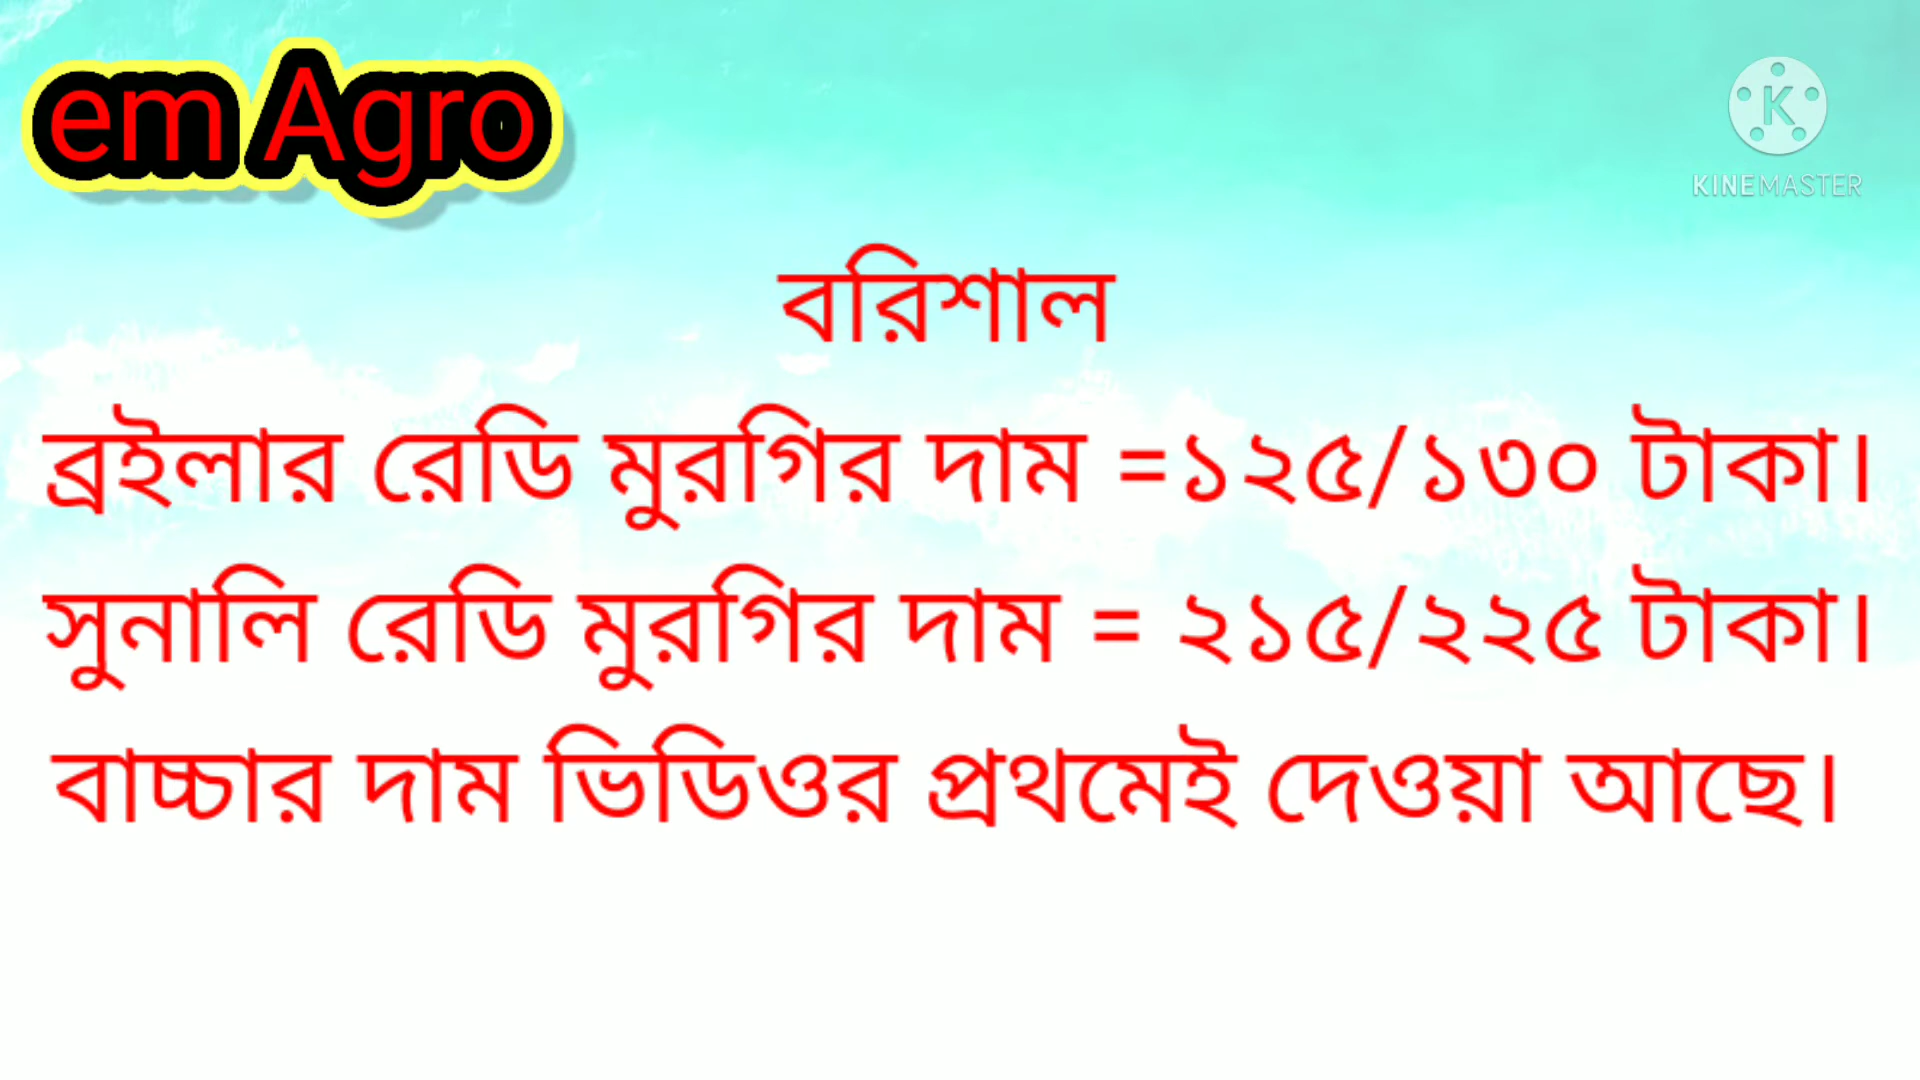 em Agro
KINEMASTER
বরিশাল
ব্রইলার রেডি মুরগির দাম =১২৫/১৩০ টাকা।
সুনালি রেডি মুরগির দাম = ২১৫/২২৫ টাকা।
বাচ্চার দাম ভিডিওর প্রথমেই দেওয়া আছে।